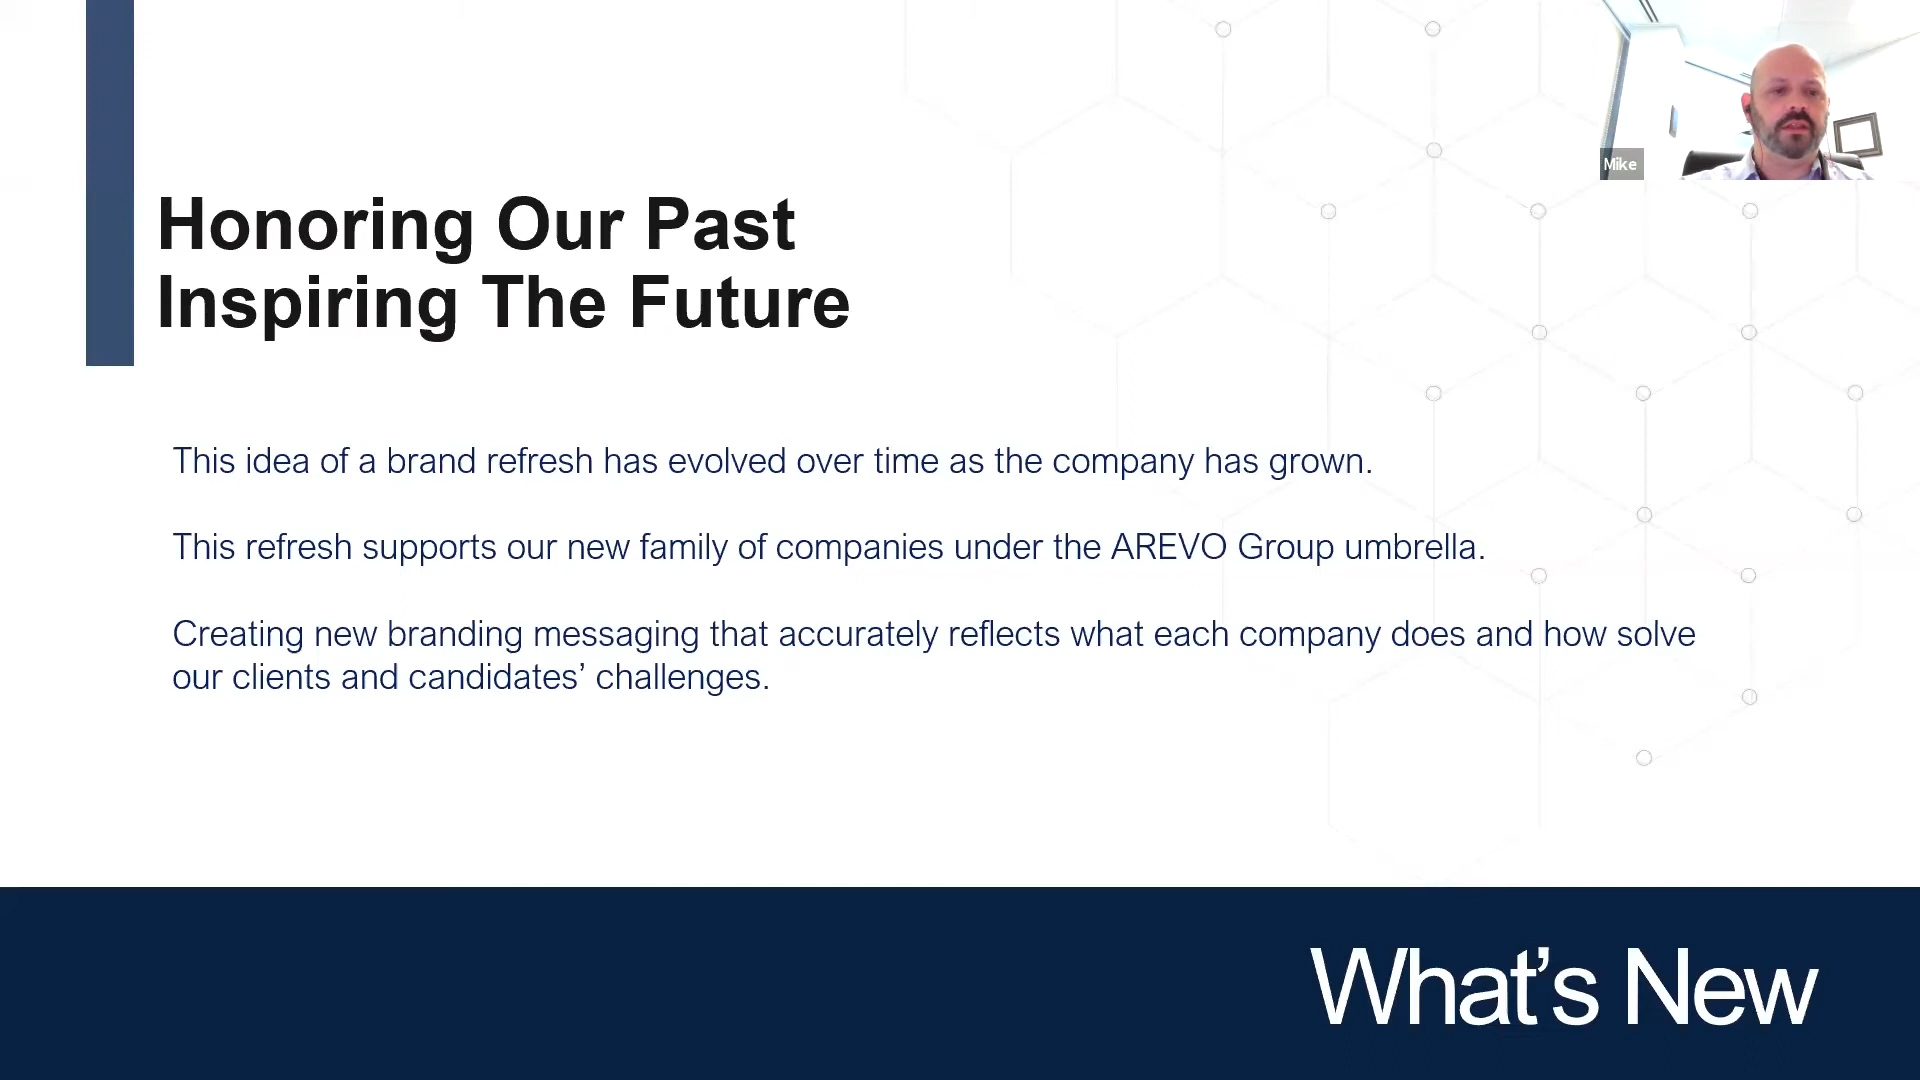 Mike
Honoring Our Past
Inspiring The Future
This idea of a brand refresh has evolved over time as the company has grown.
This refresh supports our new family of companies under the AREVO Group umbrella.
Creating new branding messaging that accurately reflects what each company does and how solve
our clients and candidates’ challenges.
What’s New